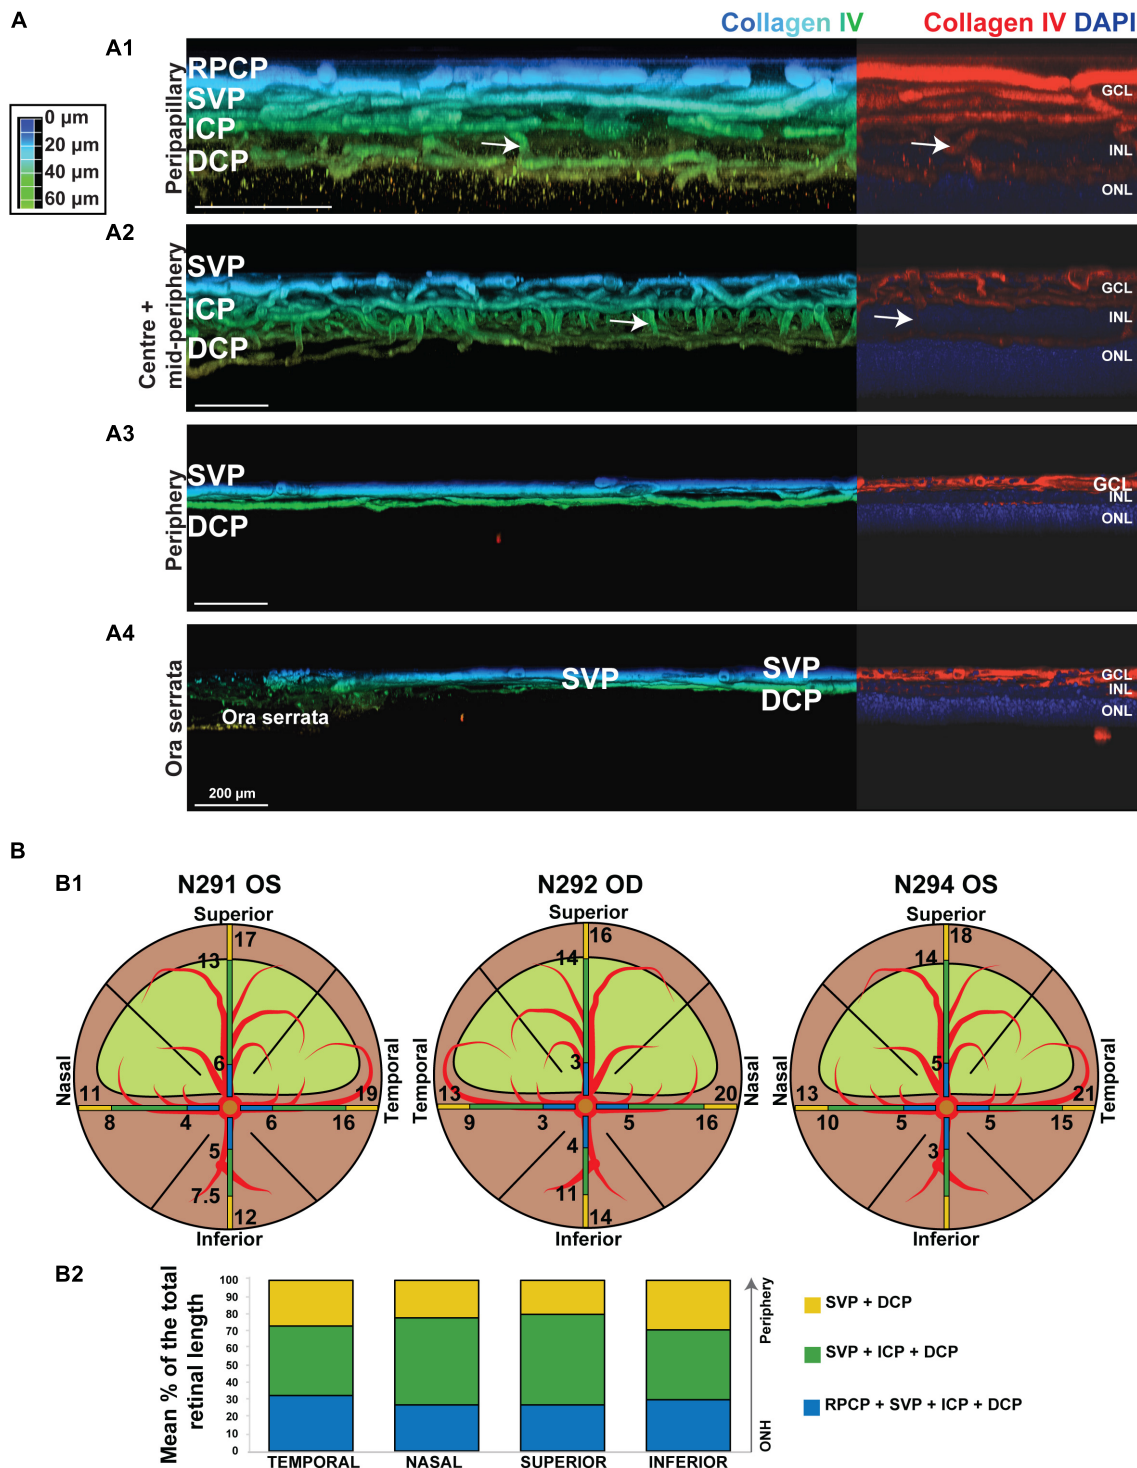 A
Collagen IV
Collagen IV DAPI
A1
Peripapillary
RPCP
SVP
ICP
DCP
GCL
INL
ONL
0 µm
20 µm
40 µm
60 µm
A2
Centre +
mid-periphery
SVP
ICP
DCP
GCL
INL
ONL
A3
Periphery
SVP
DCP
GCL
INL
ONL
A4
Ora serrata
SVP
SVP
DCP
Ora serrata
200 µm
GCL
INL
ONL
B
B1
N291 OS
Superior
17
13
6
Nasal
Temporal
11
19
8
4
6
16
5
7.5
12
Inferior
N292 OD
Superior
16
14
3
Temporal
Nasal
13
20
9
3
5
16
4
11
14
Inferior
N294 OS
Superior
18
14
5
Nasal
Temporal
13
21
10
5
5
15
3
Inferior
B2
Mean % of the total
retinal length
100
90
80
70
60
50
40
30
20
10
0
TEMPORAL
NASAL
SUPERIOR
INFERIOR
Periphery
ONH
SVP + DCP
SVP + ICP + DCP
RPCP + SVP + ICP + DCP